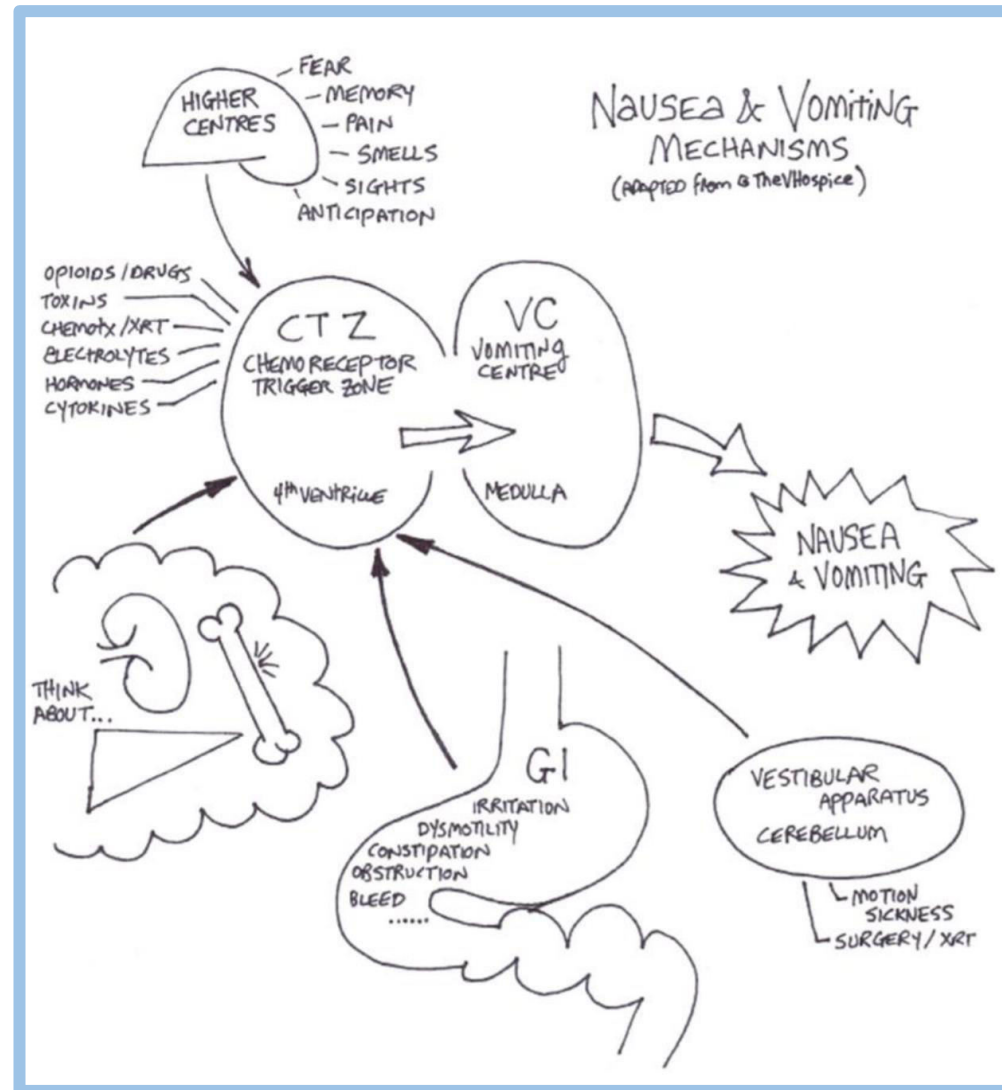 Nausea & Vomiting
Mechanisms
(Adapted from @TheVHospice)
HIGHER
CENTRES
FEAR
MEMORY
PAIN
SMELLS
SIGHTS
ANTICIPATION
OPIOIDS/DRUGS
TOXINS
CHEMOTX/XRT
ELECTROLYTES
HORMONES
CYTOKINES
CTZ
CHEMORECEPTOR
TRIGGER ZONE
4th VENTRICLE
VC
VOMITING
CENTRE
MEDULLA
NAUSEA
& VOMITING
THINK
ABOUT...
GI
IRRITATION
DYSMOTILITY
CONSTIPATION
OBSTRUCTION
BLEED
......
VESTIBULAR
APPARATUS
CEREBELLUM
MOTION
SICKNESS
SURGERY/XRT